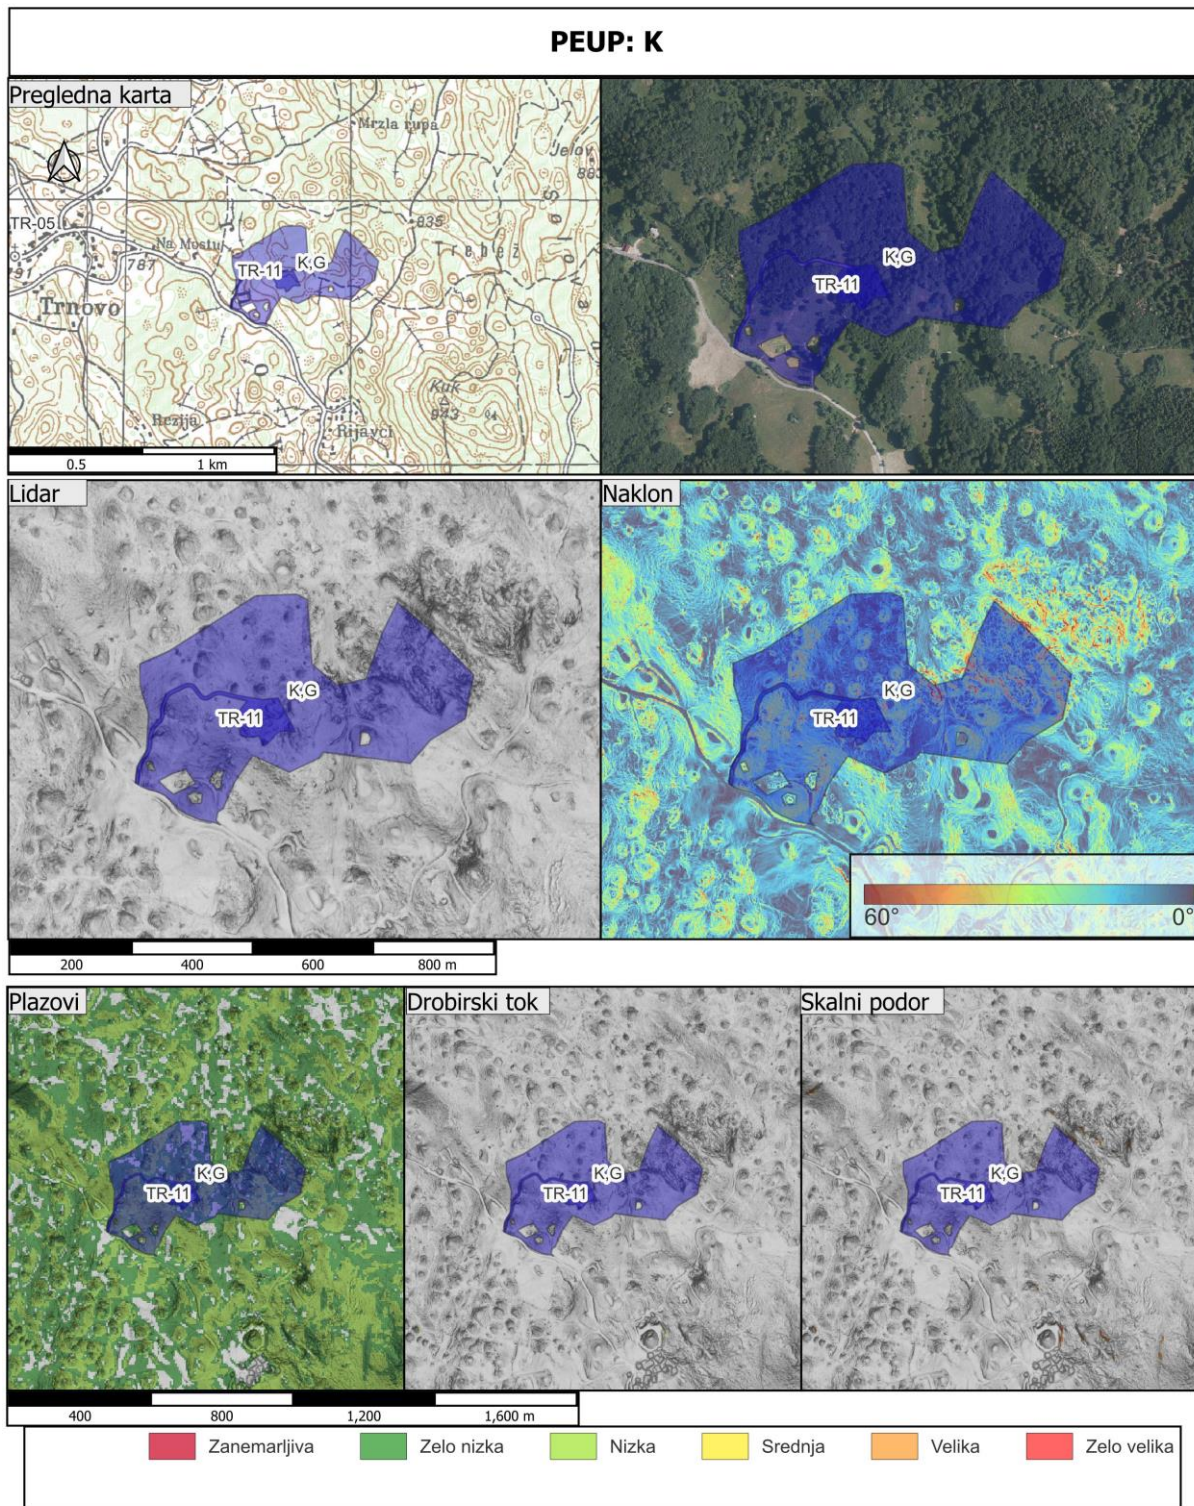 PEUP: K
Pregledna karta
Mrzla rupa
Jelov
TR-05
835
Trebež
Na Mostu
787
TR-11
K,G
91
Trnovo
Kuk
943
Rezija
Rijavci
0.5
1 km
TR-11
K,G
Lidar
K,G
TR-11
Naklon
K,G
TR-11
60°
0°
200
400
600
800 m
Plazovi
K,G
TR-11
Drobirski tok
K,G
TR-11
Skalni podor
K,G
TR-11
400
800
1,200
1,600 m
Zanemarljiva
Zelo nizka
Nizka
Srednja
Velika
Zelo velika